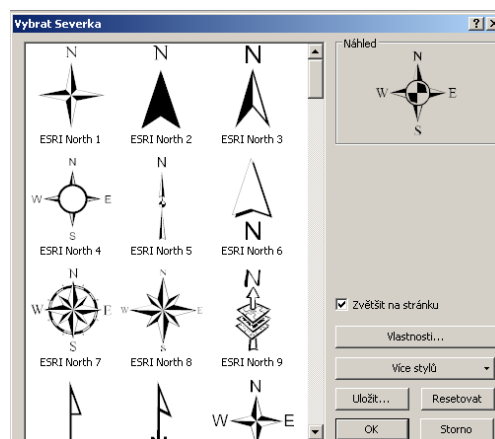 Vybrat Severka
N
N
N
ESRI North 1
ESRI North 2
ESRI North 3
N
W E
S
N
N
ESRI North 4
ESRI North 5
ESRI North 6
N
W E
S
N
W E
S
N
ESRI North 7
ESRI North 8
ESRI North 9
N
W E
Náhled
N
W E
S
Zvětšit na stránku
Vlastnosti...
Více stylů
Uložit...
Resetovat
OK
Storno